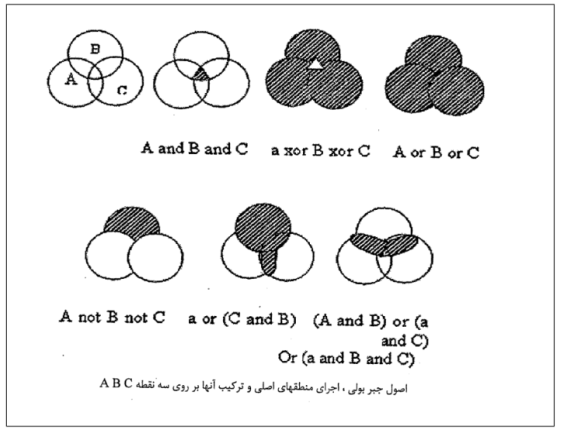 B
A
C
A and B and C
a xor B xor C
A or B or C
A not B not C
a or (C and B)
(A and B) or (a
and C)
Or (a and B and C)
اصول جبر بولی ، اجرای منطقهای اصلی و ترکیب آنها بر روی سه نقطه A B C